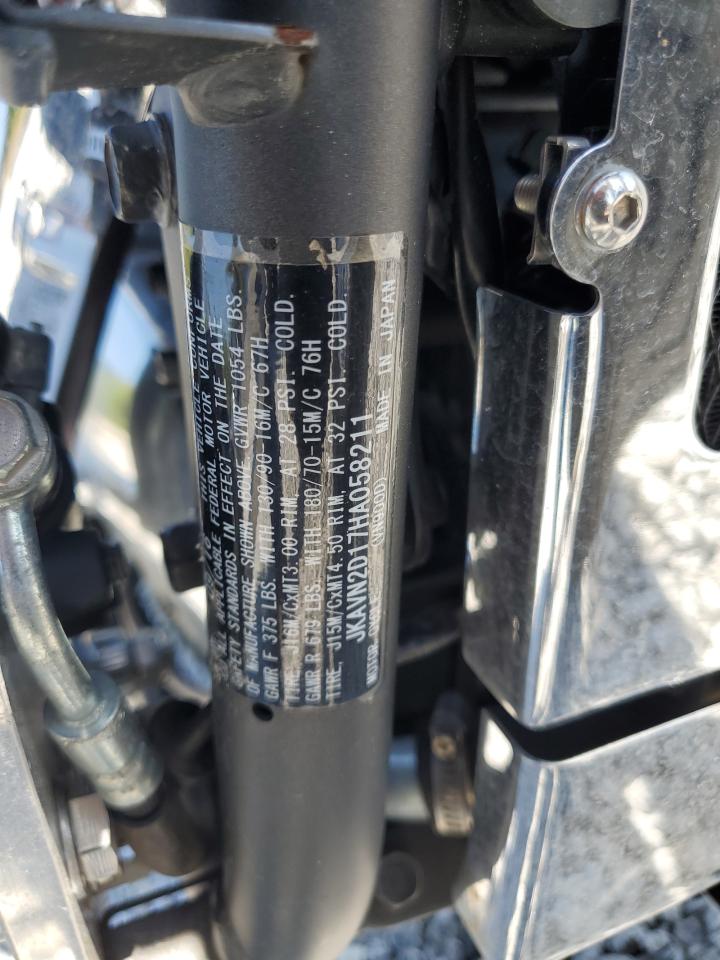 THIS VEHICLE CONFORMS
ALL APPLICABLE FEDERAL MOTOR VEHICLE
SAFETY STANDARDS IN EFFECT ON THE DATE
OF MANUFACTURE SHOWN ABOVE GVWR 1054 LBS.
GAWR F 375 LBS. WITH 130/90-16M/C 67H
TIRE, J16M/CxMT3.00 RIM, AT 28 PSI. COLD.
GAWR R 679 LBS. WITH 180/70-15M/C 76H
TIRE, J15M/CxMT4.50 RIM, AT 32 PSI. COLD
JKAVN2D17HA058211
MADE IN JAPAN